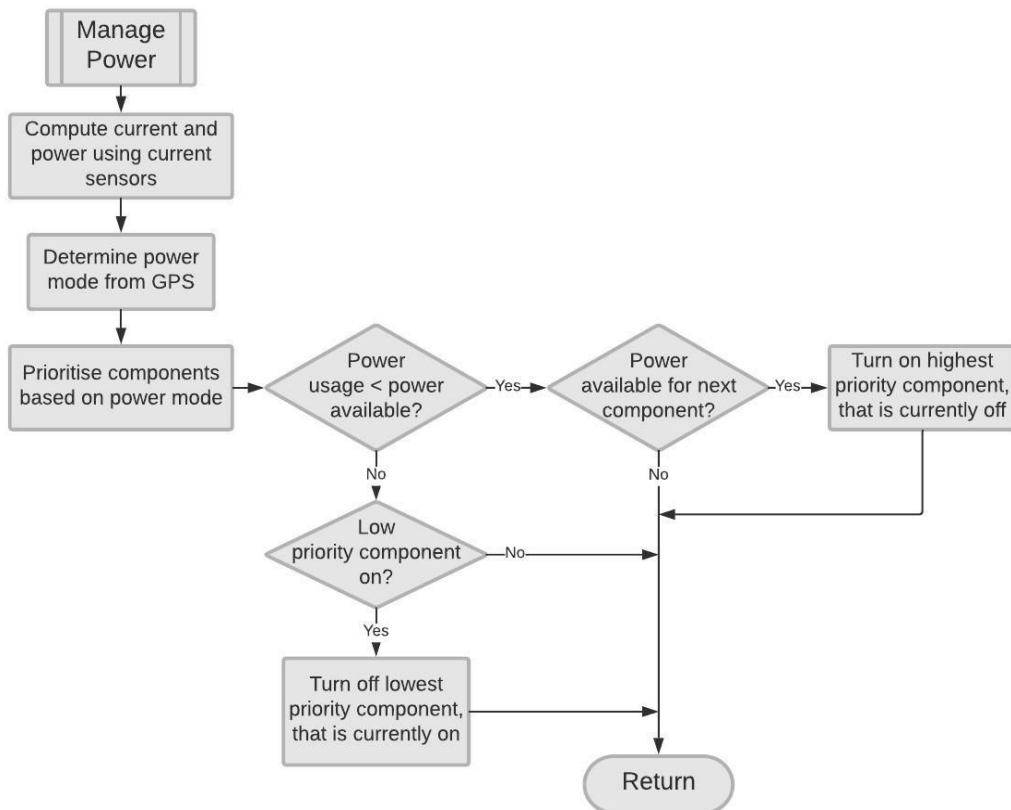 Manage
Power
Compute current and
power using current
sensors
Determine power
mode from GPS
Prioritise components
based on power mode
Power
usage < power
available?
Yes
Power
available for next
component?
Yes
Turn on highest
priority component,
that is currently off
No
No
Low
priority component
on?
No
Yes
Turn off lowest
priority component,
that is currently on
Return